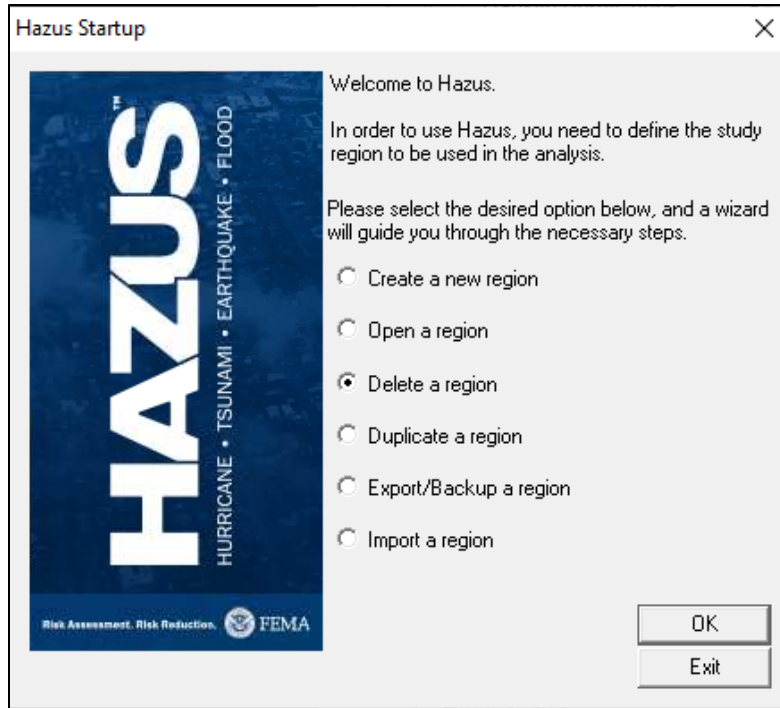 Hazus Startup
HAZUS™
HURRICANE • TSUNAMI • EARTHQUAKE • FLOOD
Risk Assessment. Risk Reduction.
FEMA
Welcome to Hazus.
In order to use Hazus, you need to define the study
region to be used in the analysis.
Please select the desired option below, and a wizard
will guide you through the necessary steps.
Create a new region
Open a region
Delete a region
Duplicate a region
Export/Backup a region
Import a region
OK
Exit